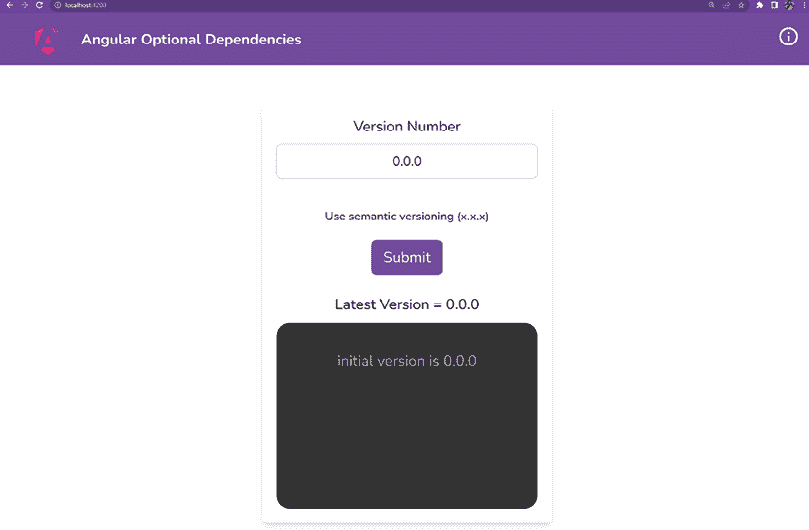 localhost:4200
Angular Optional Dependencies
Version Number
0.0.0
Use semantic versioning (x.x.x)
Submit
Latest Version = 0.0.0
initial version is 0.0.0